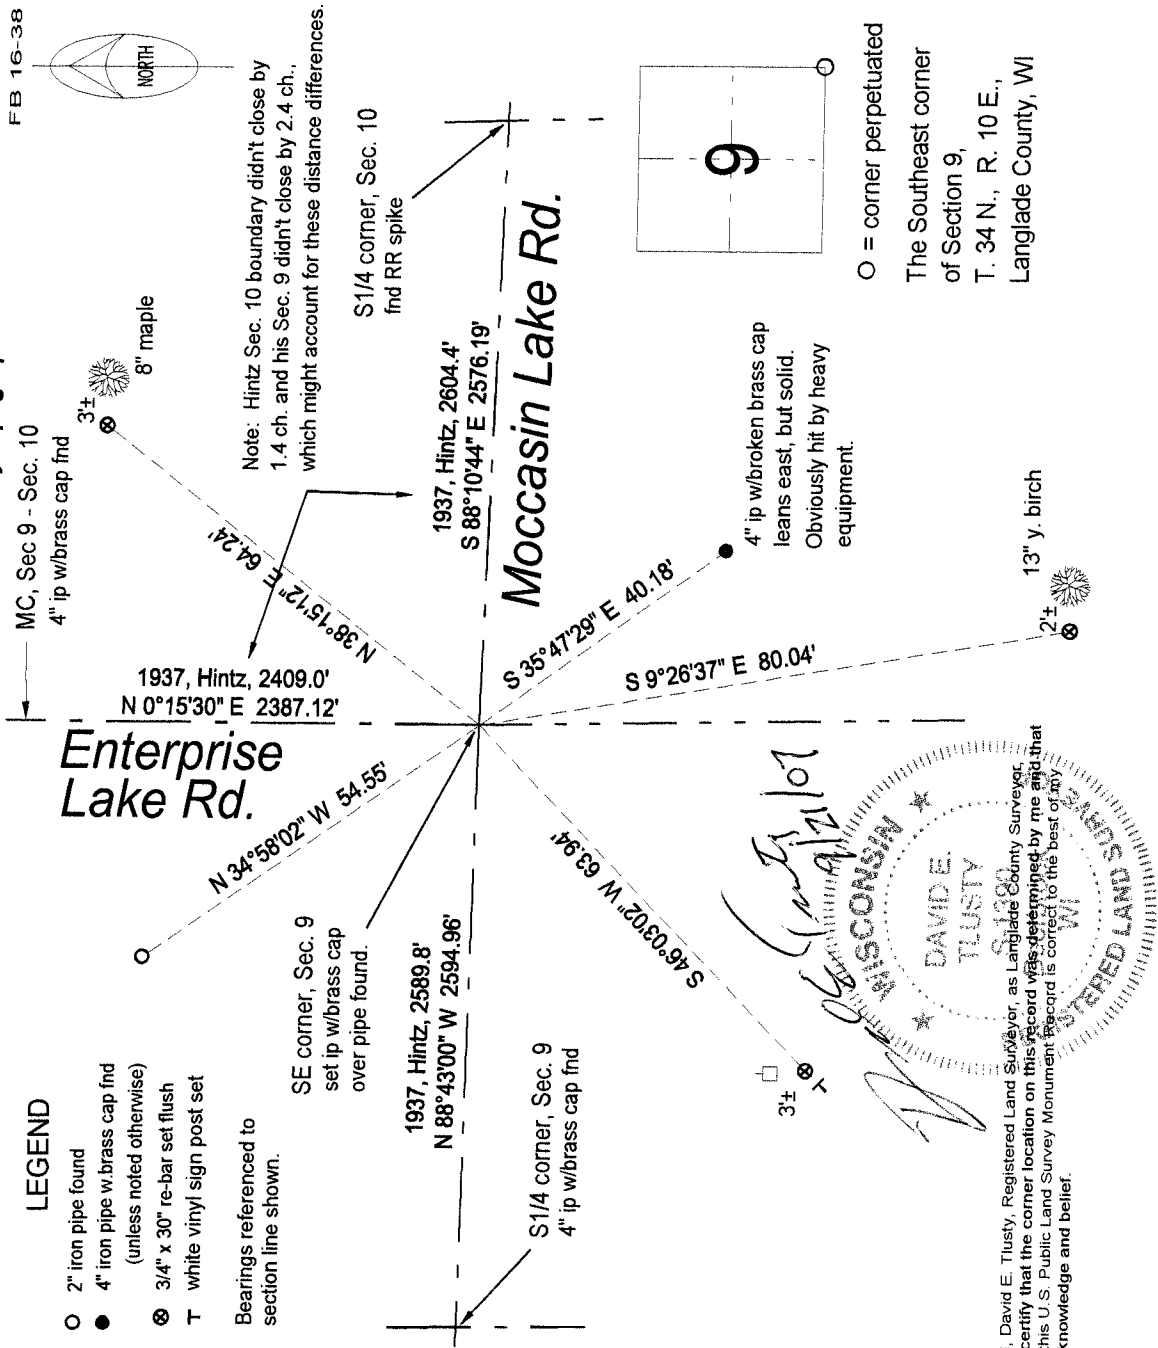 FB 16-38
NORTH
MC, Sec 9 - Sec. 10
4" ip w/brass cap fnd
3'±
8" maple
Note: Hintz Sec. 10 boundary didn't close by
1.4 ch. and his Sec. 9 didn't close by 2.4 ch.,
which might account for these distance differences.
1937, Hintz, 2409.0'
N 0°15'30" E 2387.12'
Enterprise
Lake Rd.
N 38°15'12" E 64.24'
N 34°58'02" W 54.55'
S1/4 corner, Sec. 10
fnd RR spike
1937, Hintz, 2604.4'
S 88°10'44" E 2576.19'
Moccasin Lake Rd.
SE corner, Sec. 9
set ip w/brass cap
over pipe found.
1937, Hintz, 2589.8'
N 88°43'00" W 2594.96'
S1/4 corner, Sec. 9
4" ip w/brass cap fnd
S 35°47'29" E 40.18'
4" ip w/broken brass cap
leans east, but solid.
Obviously hit by heavy
equipment.
S 9°26'37" E 80.04'
2'±
13" y. birch
S 46°03'02" W 63.94'
3'±
LEGEND
2" iron pipe found
4" iron pipe w.brass cap fnd
(unless noted otherwise)
3/4" x 30" re-bar set flush
T white vinyl sign post set
Bearings referenced to
section line shown.
9
O = corner perpetuated
The Southeast corner
of Section 9,
T. 34 N., R. 10 E.,
Langlade County, WI
9/21/07
WISCONSIN
DAVID E.
TLUSTY
S-1390
WI
REGISTERED LAND SURVEYOR
, David E. Tlusty, Registered Land Surveyor, as Langlade County Surveyor,
certify that the corner location on this record was determined by me and that
this U.S. Public Land Survey Monument Record is correct to the best of my
knowledge and belief.